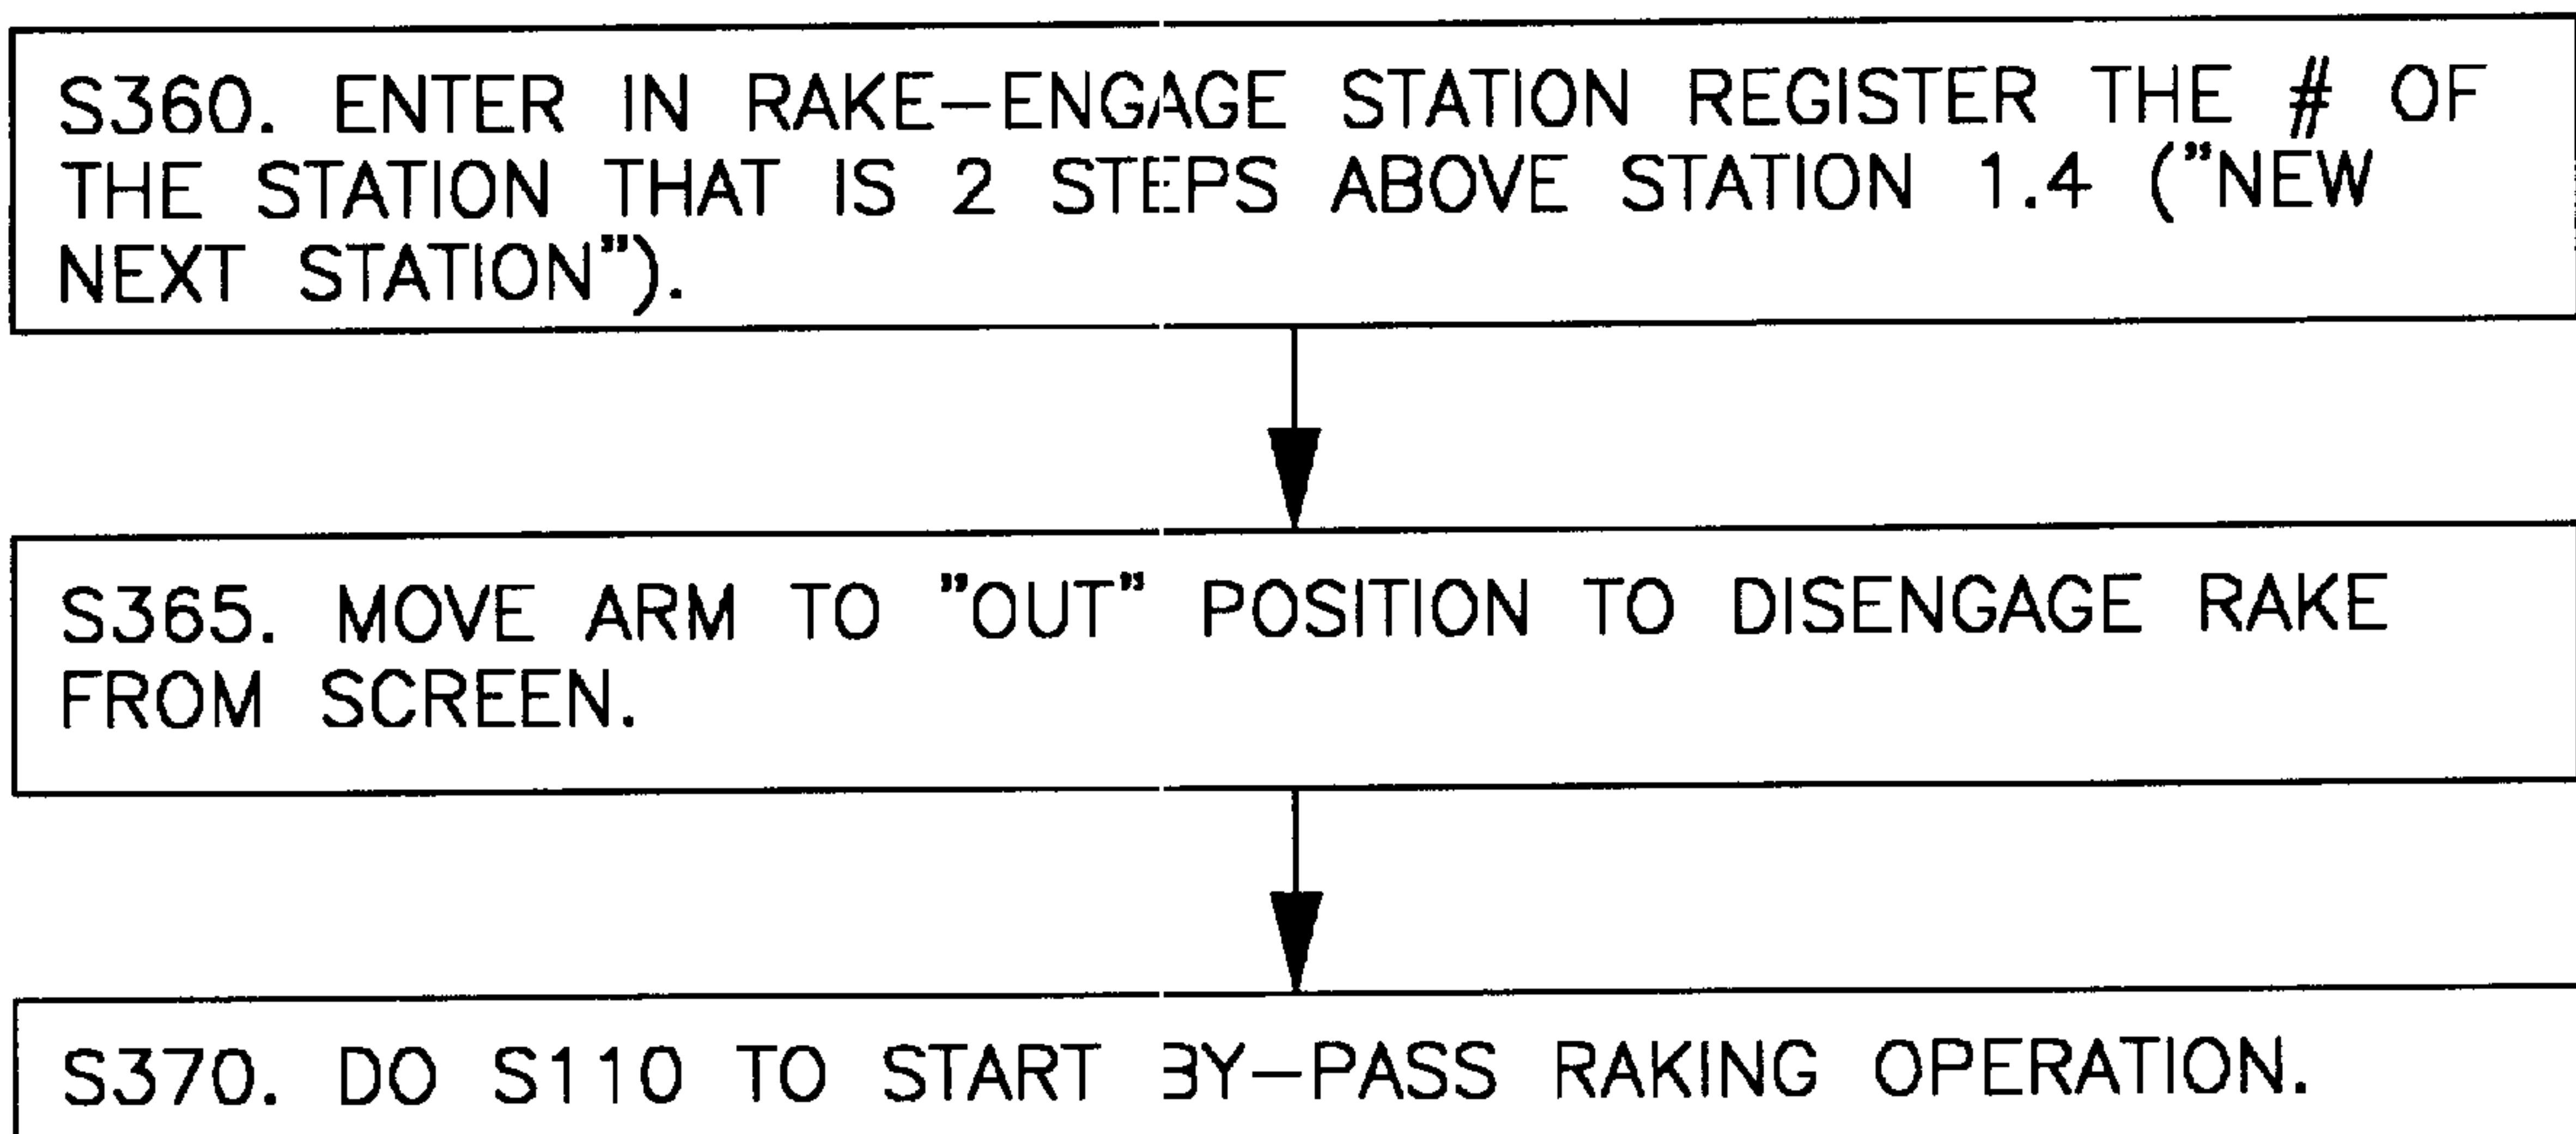 S360. ENTER IN RAKE-ENGAGE STATION REGISTER THE # OF
THE STATION THAT IS 2 STEPS ABOVE STATION 1.4 ("NEW
NEXT STATION").
S365. MOVE ARM TO "OUT" POSITION TO DISENGAGE RAKE
FROM SCREEN.
S370. DO S110 TO START BY-PASS RAKING OPERATION.